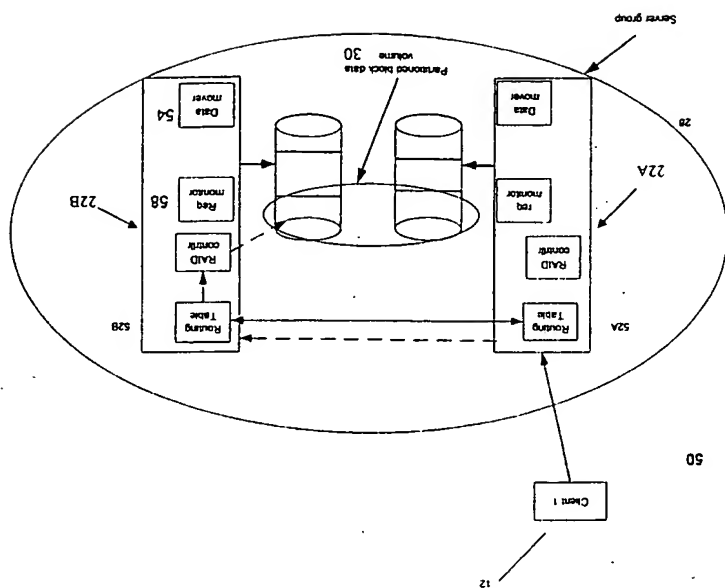 12
Client 1
50
52A
Routing
Table
Routing
Table
52B
RAID
contrlr
RAID
contrlr
22A
req
monitor
Req
monitor
58
22B
28
Data
mover
Data
mover
54
Partitioned block data
volume 30
Server group